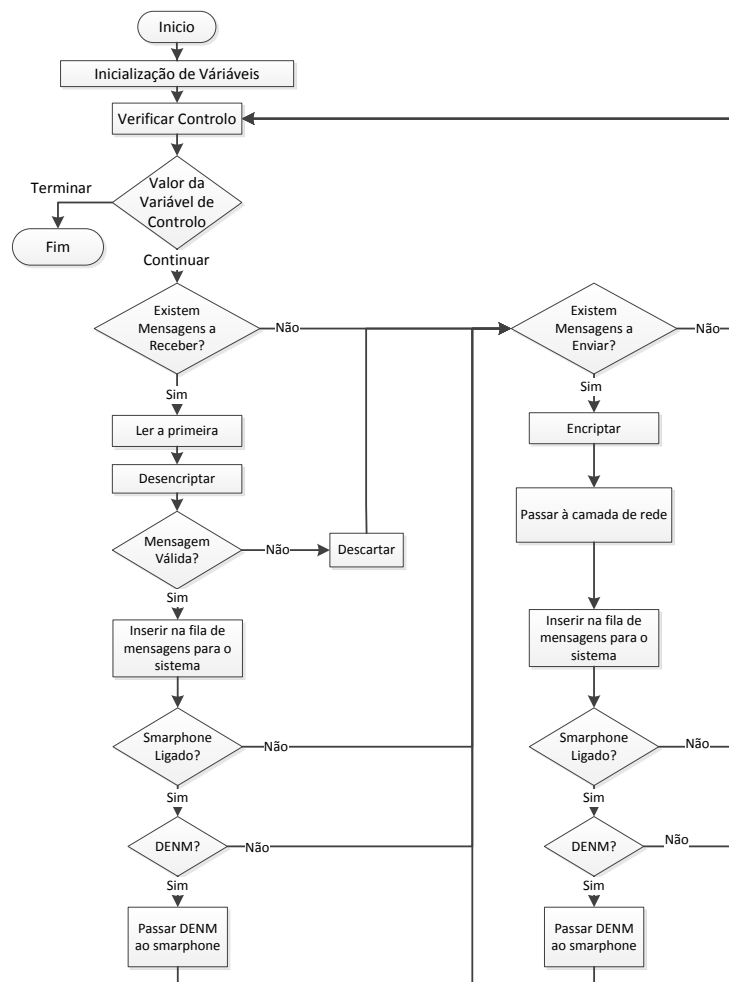 Inicio
Inicialização de Váriáveis
Verificar Controlo
Valor da
Variável de
Controlo
Terminar
Fim
Continuar
Existem
Mensagens a
Receber?
Não
Sim
Ler a primeira
Desencriptar
Mensagem
Válida?
Não
Descartar
Sim
Inserir na fila de
mensagens para o
sistema
Smarphone
Ligado?
Não
Sim
DENM?
Não
Sim
Passar DENM
ao smarphone
Existem
Mensagens a
Enviar?
Não
Sim
Encriptar
Passar à camada de rede
Inserir na fila de
mensagens para o
sistema
Smarphone
Ligado?
Não
Sim
DENM?
Não
Sim
Passar DENM
ao smarphone